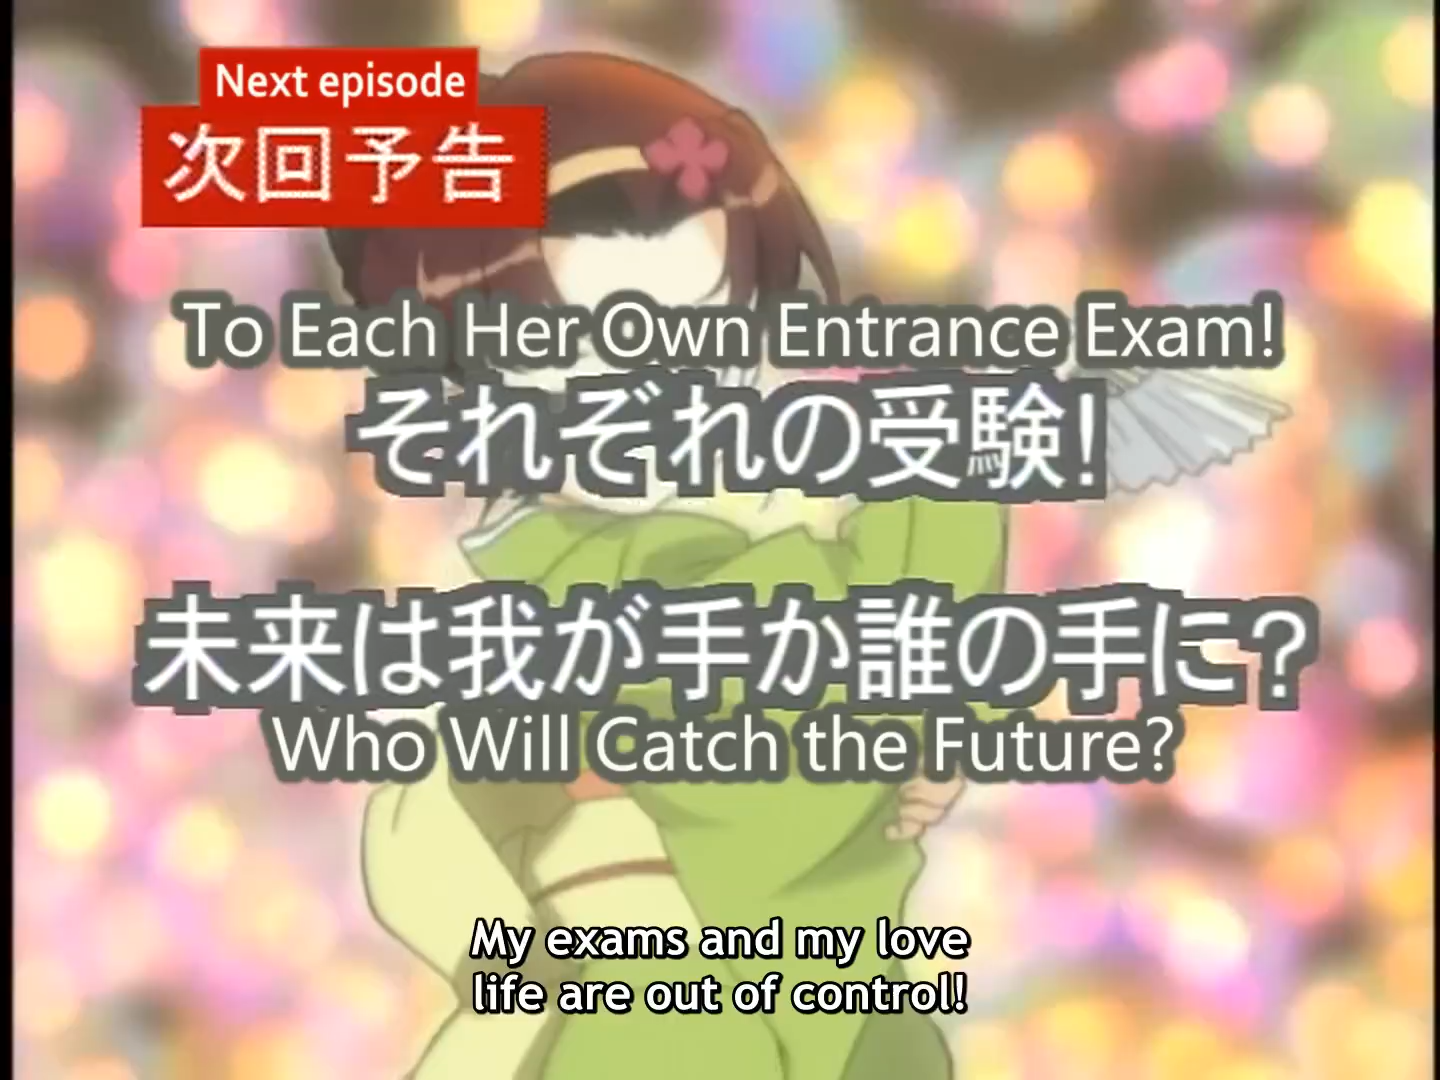 Next episode
次回予告
To Each Her Own Entrance Exam!
それぞれの受験!
未来は我が手か誰の手に?
Who Will Catch the Future?
My exams and my love
life are out of control!